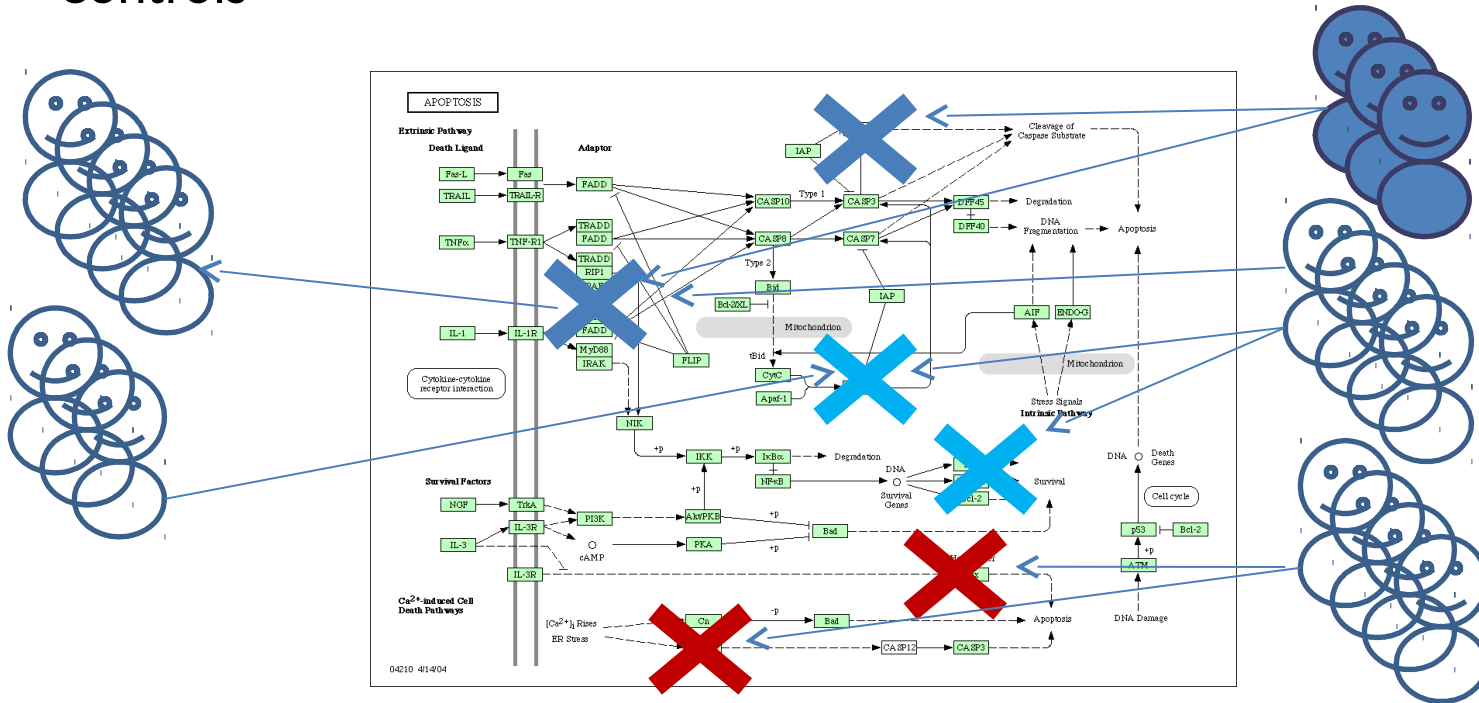 APOPTOSIS
Extrinsic Pathway
Death Ligand
Adaptor
Fas-L
Fas
TRAIL
TRAIL-R
FADD
TNFα
TNF-R1
TRADD
FADD
TRADD
RIP1
IL-1
IL-1R
FADD
MyD88
IRAK
Cytokine-cytokine
receptor interaction
NIK
FLIP
IAP
Cleavage of
Caspase Substrate
CASP10
Type 1
CASP3
DFF45
Degradation
DFF40
DNA
Fragmentation
Apoptosis
CASP8
CASP7
Type 2
Bid
Bcl-2/XL
IAP
Mitochondrion
tBid
CytC
Apaf-1
AIF
ENDO-G
Mitochondrion
Stress Signals
Intrinsic Pathway
+p
IKK
+p
IκBα
Degradation
NF-κB
DNA
Survival
Genes
Survival
+p
DNA
Death
Genes
Cell cycle
p53
Bcl-2
+p
ATM
DNA Damage
Survival Factors
NGF
TrkA
PI3K
Akt/PKB
+p
Bad
IL-3
IL-3R
cAMP
PKA
+p
IL-3R
Ca2+-induced Cell
Death Pathways
[Ca2+]i Rises
ER Stress
Cn
-p
Bad
Apoptosis
CASP12
CASP3
04210 4/14/04